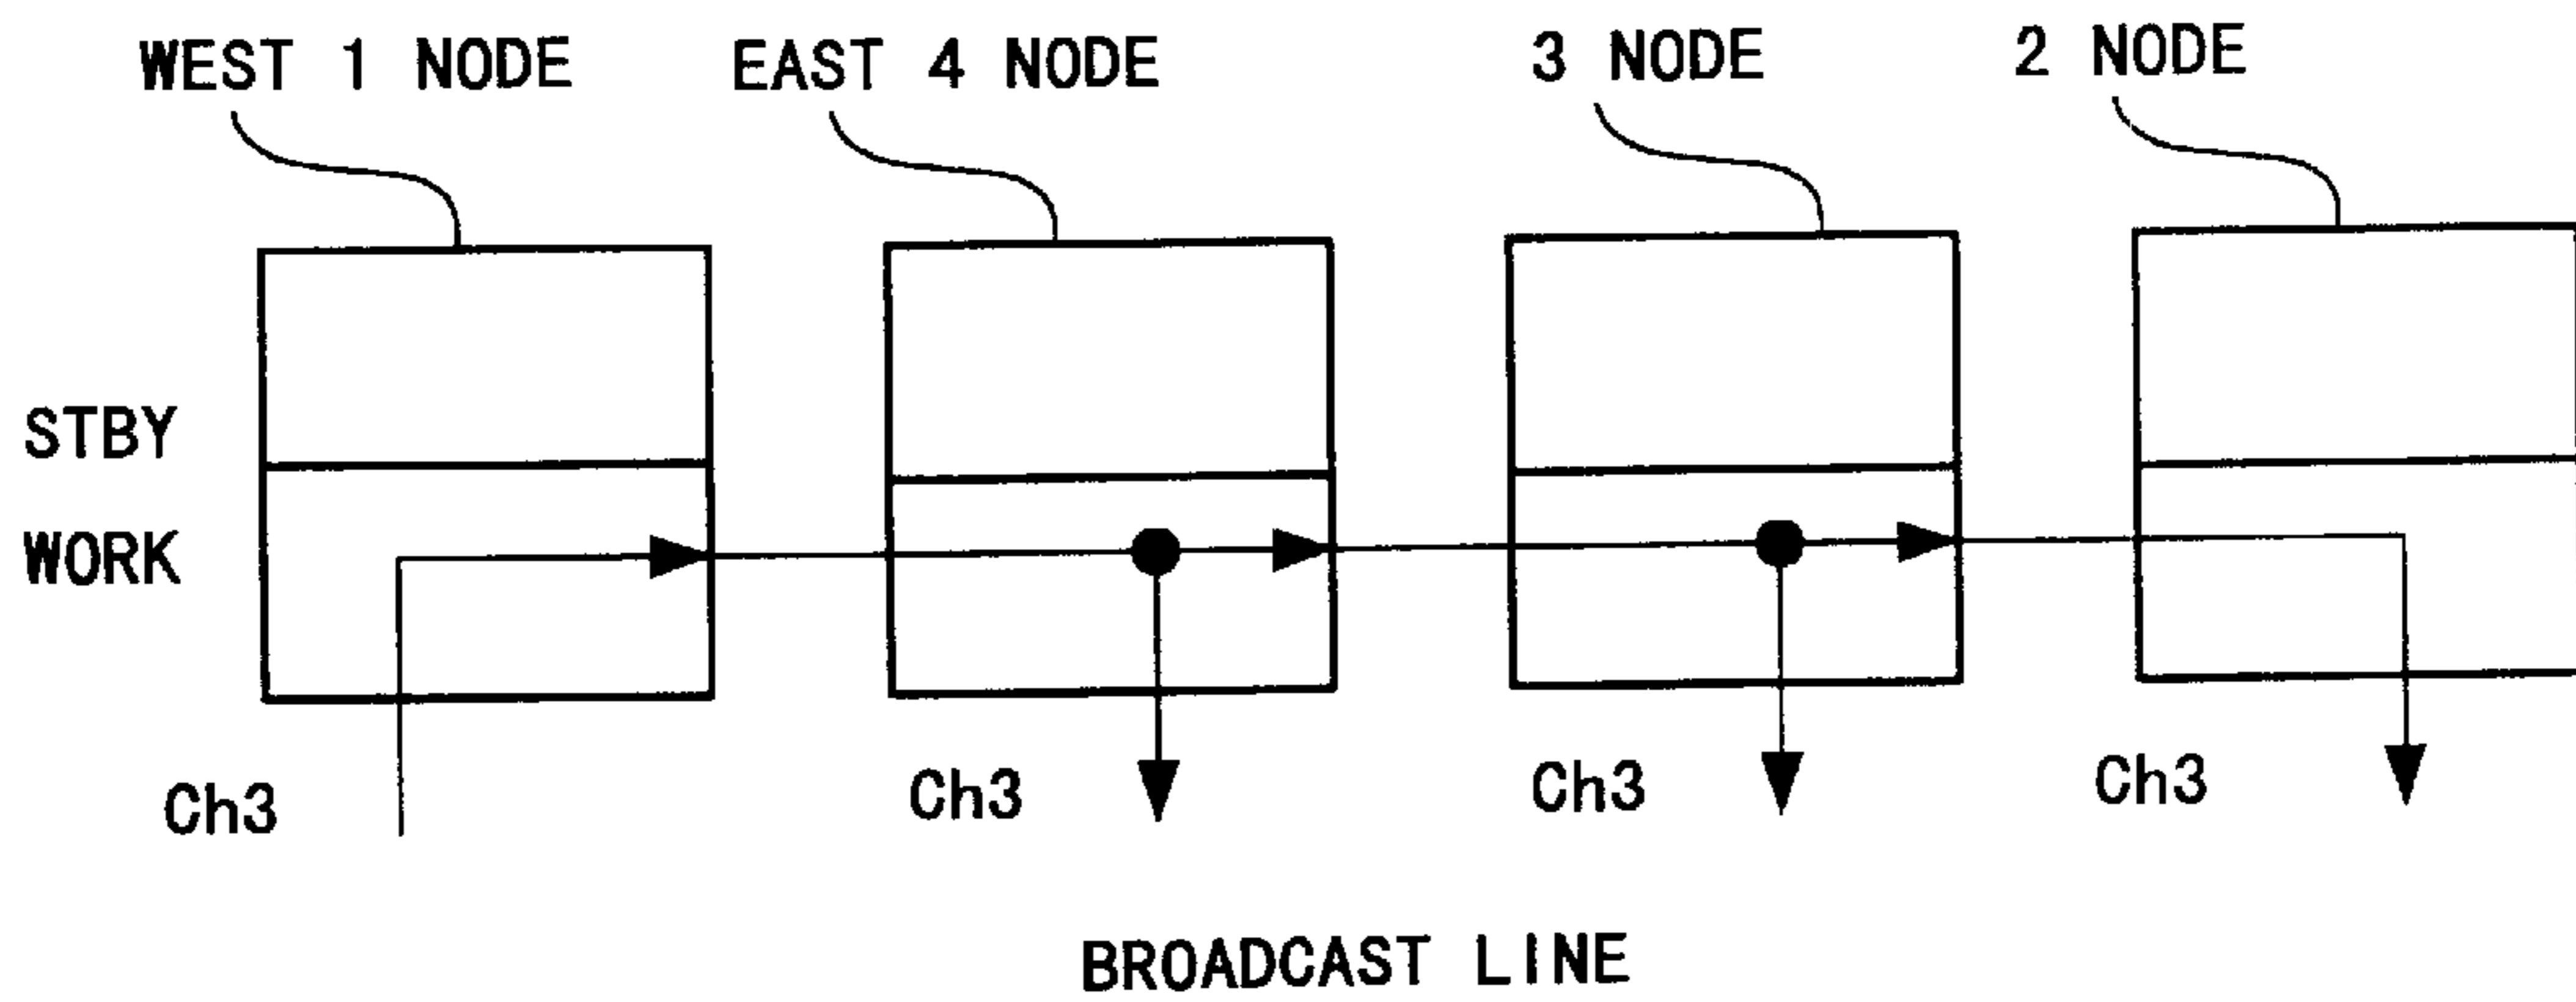 WEST 1 NODE EAST 4 NODE 3 NODE 2 NODE
STBY
WORK
Ch3 Ch3 Ch3 Ch3
BROADCAST LINE